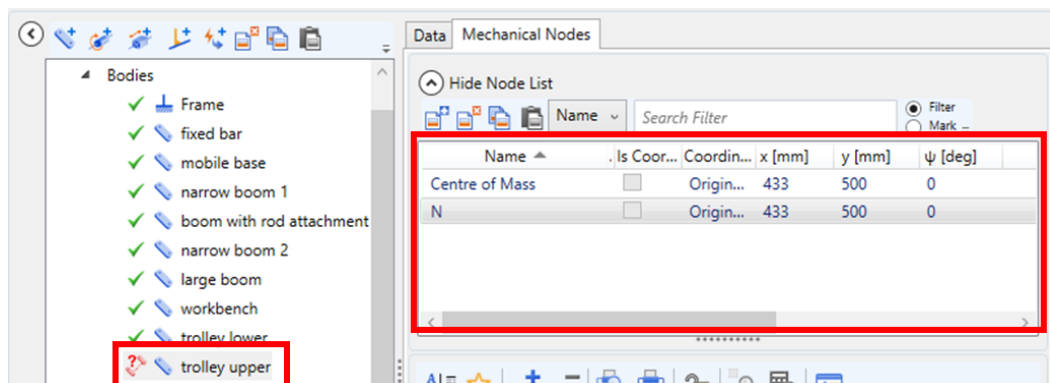 Data Mechanical Nodes
Bodies
Frame
fixed bar
mobile base
narrow boom 1
boom with rod attachment
narrow boom 2
large boom
workbench
trolley lower
trolley upper
Hide Node List
Name Search Filter Filter
Mark
Name . Is Coor... Coordin... x [mm] y [mm] ψ [deg]
Centre of Mass Origin... 433 500 0
N Origin... 433 500 0